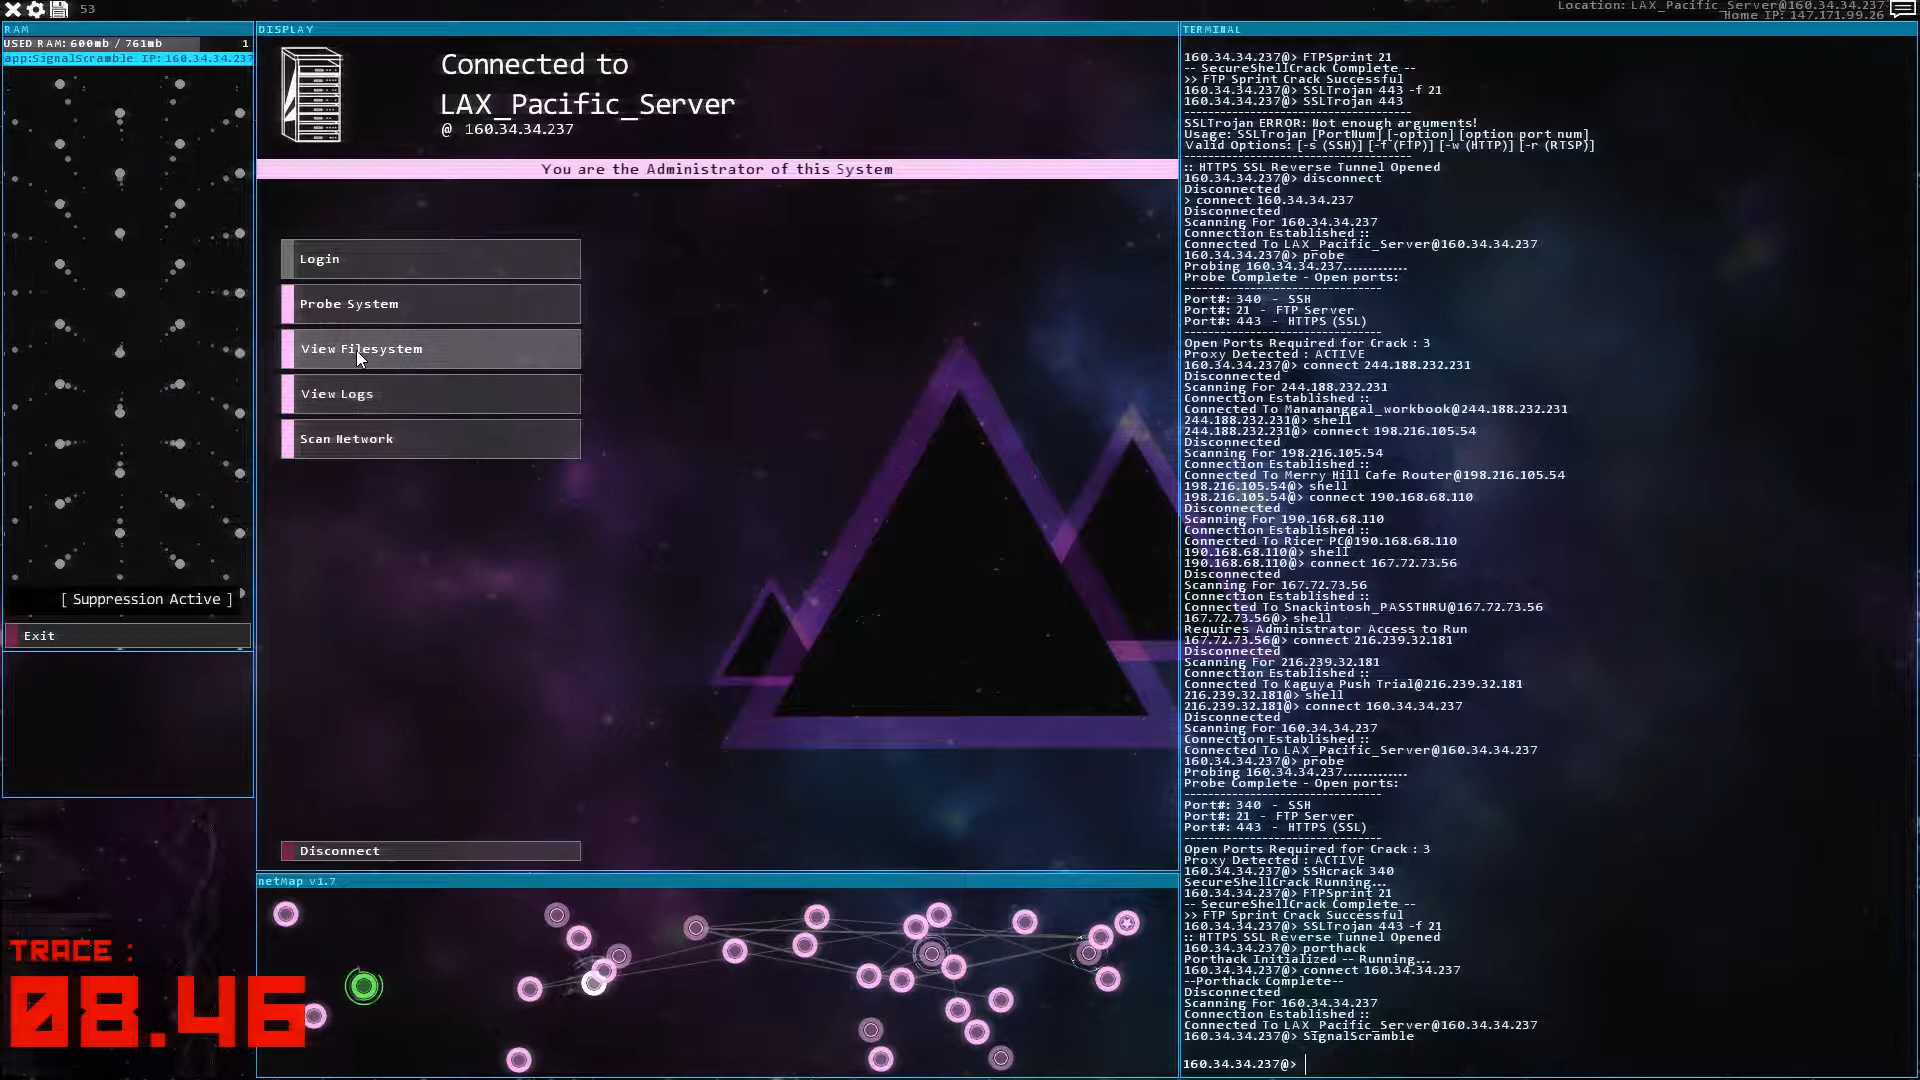 53
Location: LAX_Pacific_Server@160.34.34.237
Home IP: 147.171.99.26
RAM
USED RAM: 600mb / 761mb 1
app:SignalScramble IP: 160.34.34.237
[ Suppression Active ]
Exit
TRACE :
08.46
DISPLAY
Connected to
LAX_Pacific_Server
@ 160.34.34.237
You are the Administrator of this System
Login
Probe System
View Filesystem
View Logs
Scan Network
Disconnect
netMap v1.7
TERMINAL
160.34.34.237@> FTPSprint 21
-- SecureShellCrack Complete --
>> FTP Sprint Crack Successful
160.34.34.237@> SSLTrojan 443 -f 21
160.34.34.237@> SSLTrojan 443
---------------------------------
SSLTrojan ERROR: Not enough arguments!
Usage: SSLTrojan [PortNum] [-option] [option port num]
Valid Options: [-s (SSH)] [-f (FTP)] [-w (HTTP)] [-r (RTSP)]
---------------------------------
:: HTTPS SSL Reverse Tunnel Opened
160.34.34.237@> disconnect
Disconnected
> connect 160.34.34.237
Disconnected
Scanning For 160.34.34.237
Connection Established ::
Connected To LAX_Pacific_Server@160.34.34.237
160.34.34.237@> probe
Probing 160.34.34.237.............
Probe Complete - Open ports:
---------------------------------
Port#: 340 - SSH
Port#: 21 - FTP Server
Port#: 443 - HTTPS (SSL)
---------------------------------
Open Ports Required for Crack : 3
Proxy Detected : ACTIVE
160.34.34.237@> connect 244.188.232.231
Disconnected
Scanning For 244.188.232.231
Connection Established ::
Connected To Manananggal_workbook@244.188.232.231
244.188.232.231@> shell
244.188.232.231@> connect 198.216.105.54
Disconnected
Scanning For 198.216.105.54
Connection Established ::
Connected To Merry Hill Cafe Router@198.216.105.54
198.216.105.54@> shell
198.216.105.54@> connect 190.168.68.110
Disconnected
Scanning For 190.168.68.110
Connection Established ::
Connected To Ricer PC@190.168.68.110
190.168.68.110@> shell
190.168.68.110@> connect 167.72.73.56
Disconnected
Scanning For 167.72.73.56
Connection Established ::
Connected To Snackintosh_PASSTHRU@167.72.73.56
167.72.73.56@> shell
Requires Administrator Access to Run
167.72.73.56@> connect 216.239.32.181
Disconnected
Scanning For 216.239.32.181
Connection Established ::
Connected To Kaguya Push Trial@216.239.32.181
216.239.32.181@> shell
216.239.32.181@> connect 160.34.34.237
Disconnected
Scanning For 160.34.34.237
Connection Established ::
Connected To LAX_Pacific_Server@160.34.34.237
160.34.34.237@> probe
Probing 160.34.34.237.............
Probe Complete - Open ports:
---------------------------------
Port#: 340 - SSH
Port#: 21 - FTP Server
Port#: 443 - HTTPS (SSL)
---------------------------------
Open Ports Required for Crack : 3
Proxy Detected : ACTIVE
160.34.34.237@> SSHcrack 340
SecureShellCrack Running...
160.34.34.237@> FTPSprint 21
-- SecureShellCrack Complete --
>> FTP Sprint Crack Successful
160.34.34.237@> SSLTrojan 443 -f 21
:: HTTPS SSL Reverse Tunnel Opened
160.34.34.237@> porthack
Porthack Initialized -- Running...
160.34.34.237@> connect 160.34.34.237
--Porthack Complete--
Disconnected
Scanning For 160.34.34.237
Connection Established ::
Connected To LAX_Pacific_Server@160.34.34.237
160.34.34.237@> SignalScramble
160.34.34.237@>